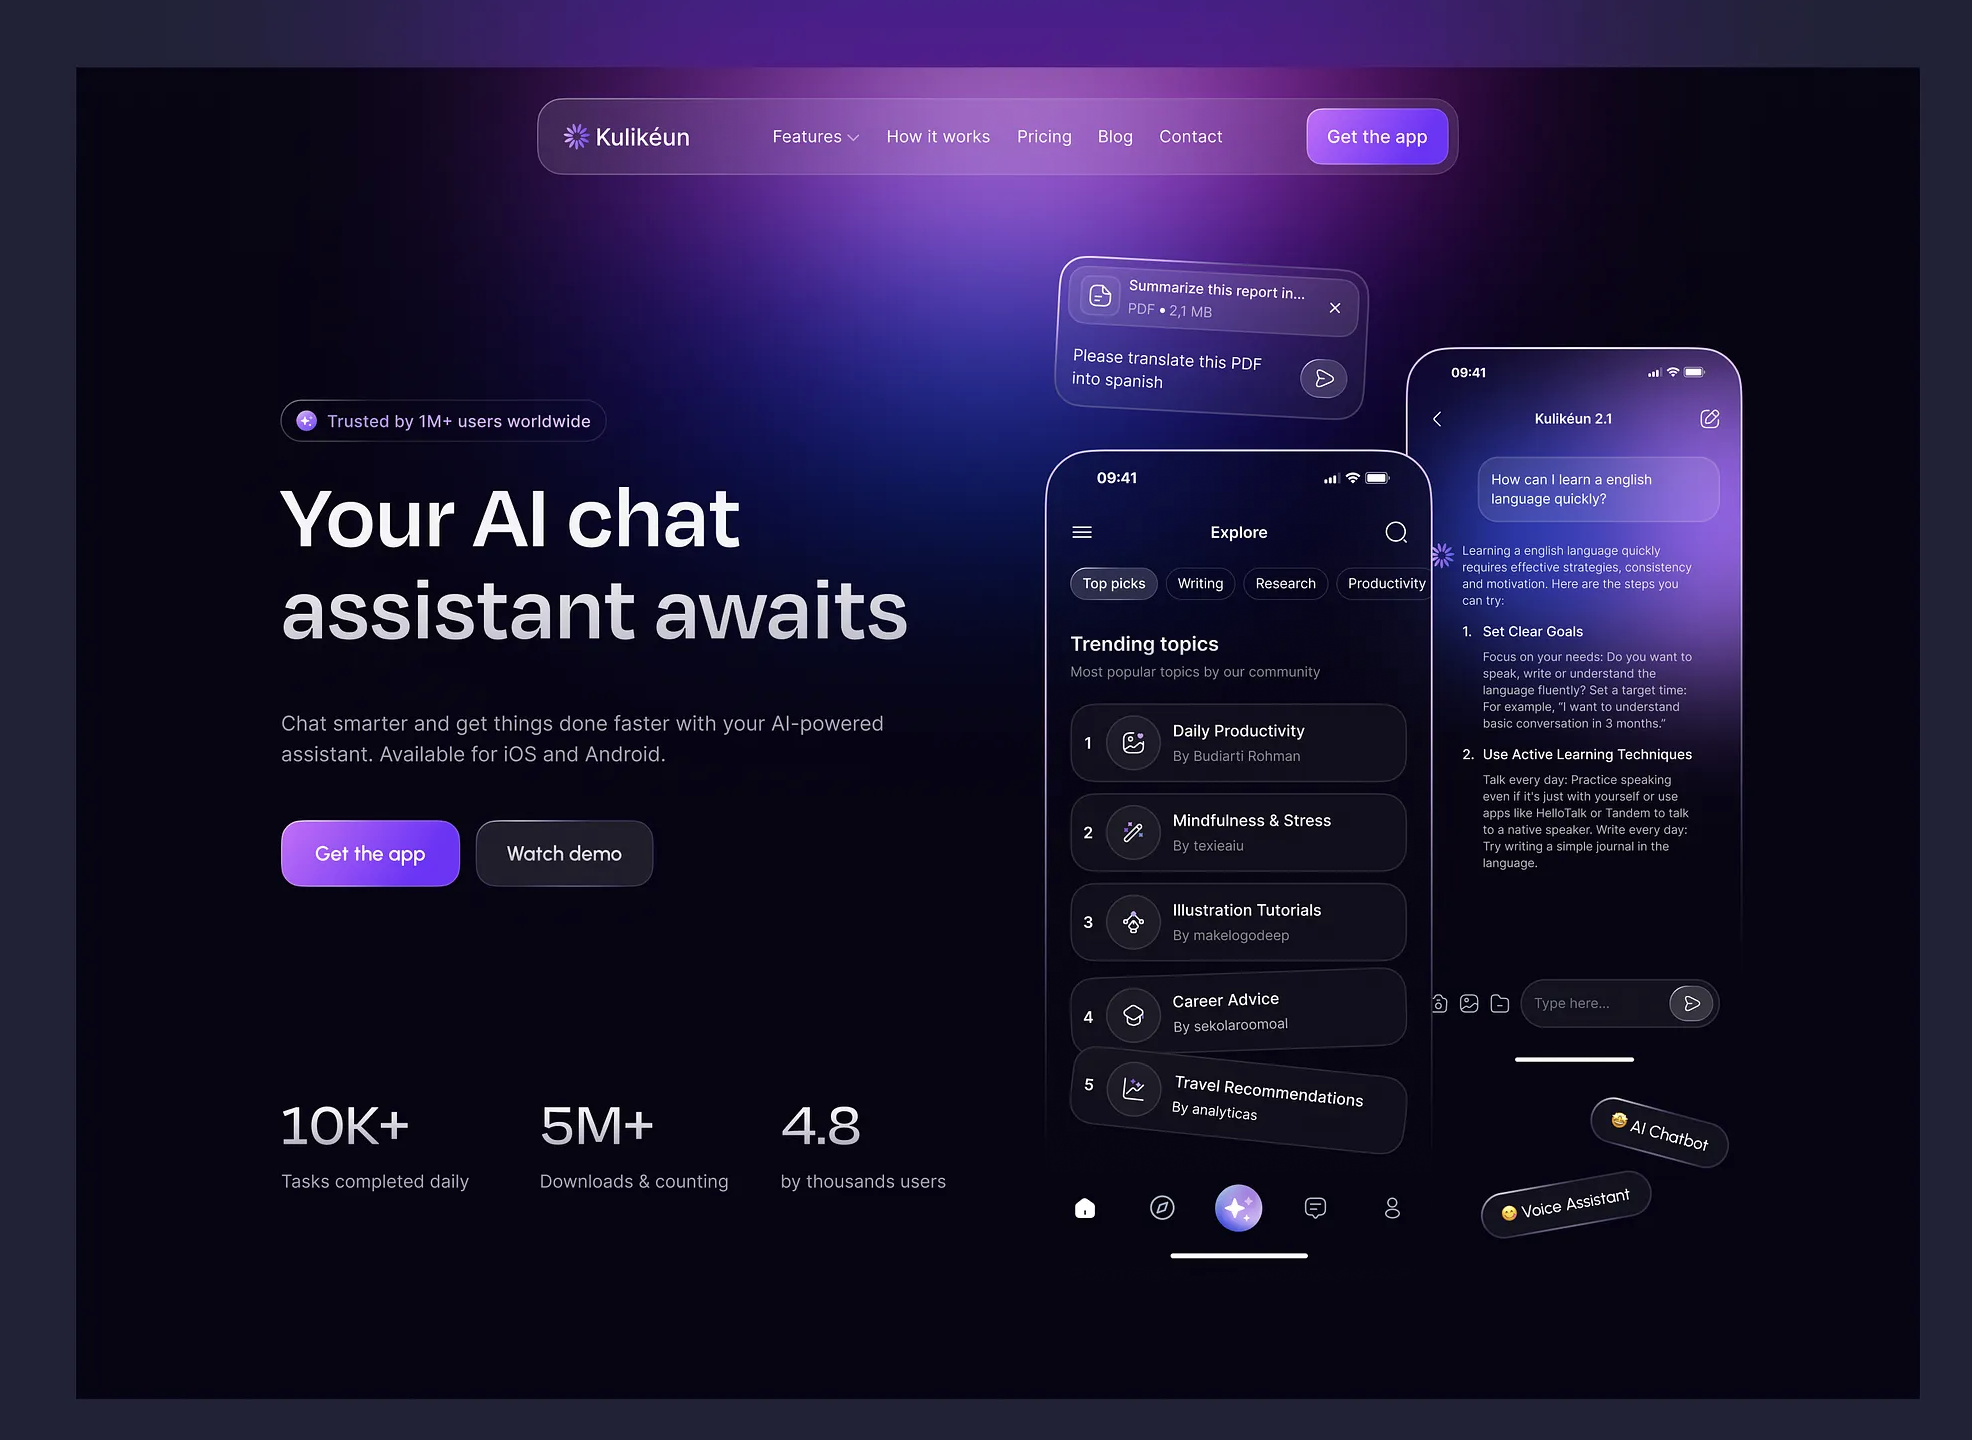 Kulikéun
Features
How it works
Pricing
Blog
Contact
Get the app
Trusted by 1M+ users worldwide
Your AI chat
assistant awaits
Chat smarter and get things done faster with your AI-powered
assistant. Available for iOS and Android.
Get the app
Watch demo
10K+
Tasks completed daily
5M+
Downloads & counting
4.8
by thousands users
Summarize this report in...
PDF • 2,1 MB
Please translate this PDF
into spanish
09:41
Explore
Top picks
Writing
Research
Productivity
Trending topics
Most popular topics by our community
1
Daily Productivity
By Budiarti Rohman
2
Mindfulness & Stress
By texieaiu
3
Illustration Tutorials
By makelogodeep
4
Career Advice
By sekolaroomoal
5
Travel Recommendations
By analyticas
09:41
Kulikéun 2.1
How can I learn a english
language quickly?
Learning a english language quickly
requires effective strategies, consistency
and motivation. Here are the steps you
can try:
1. Set Clear Goals
Focus on your needs: Do you want to
speak, write or understand the
language fluently? Set a target time:
For example, “I want to understand
basic conversation in 3 months.”
2. Use Active Learning Techniques
Talk every day: Practice speaking
even if it's just with yourself or use
apps like HelloTalk or Tandem to talk
to a native speaker. Write every day:
Try writing a simple journal in the
language.
Type here...
🤩 AI Chatbot
😋 Voice Assistant